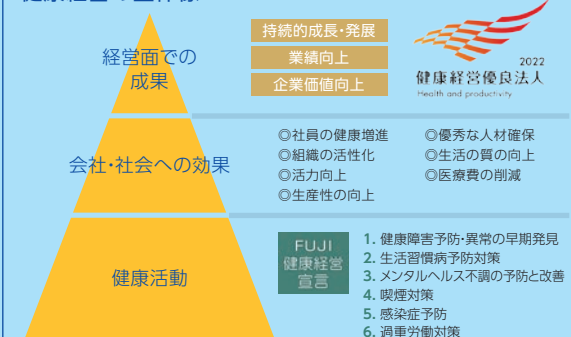 経営面での
成果
持続的成長・発展
業績向上
企業価値向上
2022
健康経営優良法人
Health and productivity
会社・社会への効果
◎社員の健康増進
◎組織の活性化
◎活力向上
◎生産性の向上
◎優秀な人材確保
◎生活の質の向上
◎医療費の削減
健康活動
FUJI
健康経営
宣言
1. 健康障害予防・異常の早期発見
2. 生活習慣病予防対策
3. メンタルヘルス不調の予防と改善
4. 喫煙対策
5. 感染症予防
6. 過重労働対策